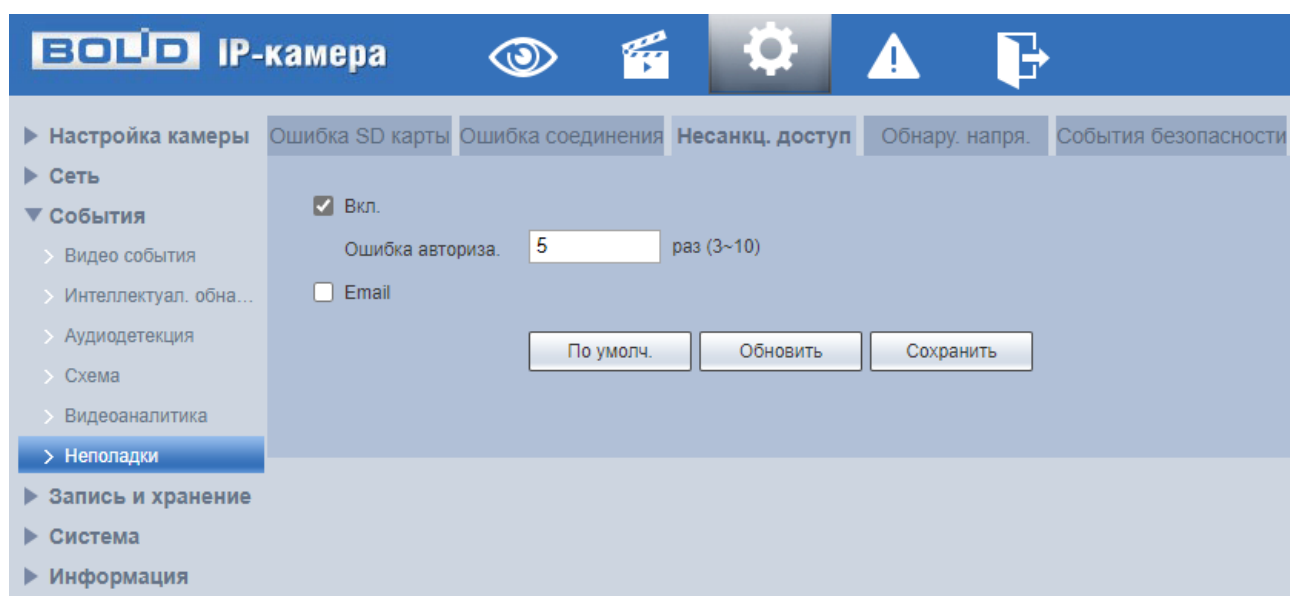 BOLID IP-камера
Настройка камеры
Сеть
События
Видео события
Интеллектуал. обна...
Аудиодетекция
Схема
Видеоаналитика
Неполадки
Запись и хранение
Система
Информация
Ошибка SD карты Ошибка соединения Несанкц. доступ Обнару. напря. События безопасности
Вкл.
Ошибка авториза. 5 раз (3~10)
Email
По умолч. Обновить Сохранить